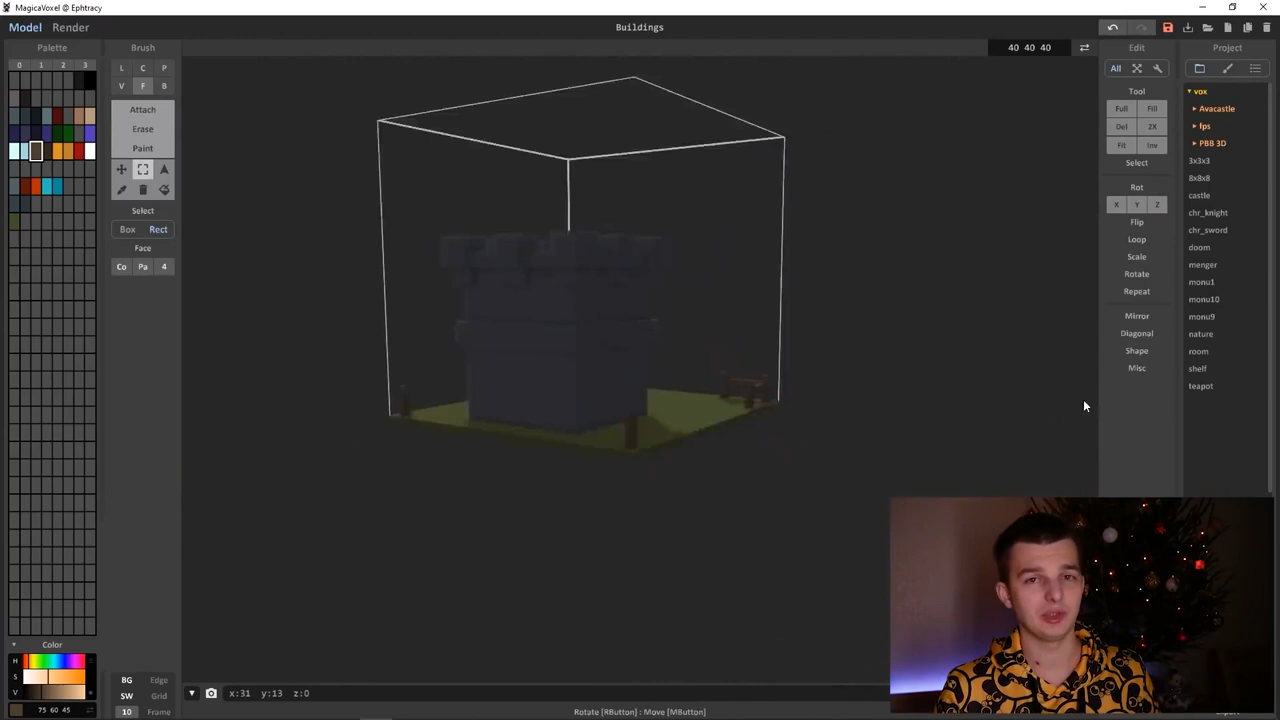 MagicaVoxel @ Ephtracy
Model Render
Buildings
Palette
0 1 2 3
Color
H
S
V
75 60 45
Brush
L C P
V F B
Attach
Erase
Paint
Select
Box Rect
Face
Co Pa 4
BG Edge
SW Grid
10 Frame
40 40 40
x:31 y:13 z:0
Rotate [RButton] : Move [MButton]
Edit
All
Tool
Full Fill
Del 2X
Fit Inv
Select
Rot
X Y Z
Flip
Loop
Scale
Rotate
Repeat
Mirror
Diagonal
Shape
Misc
Project
vox
Avacastle
fps
PBB 3D
3x3x3
8x8x8
castle
chr_knight
chr_sword
doom
menger
monu1
monu10
monu9
nature
room
shelf
teapot